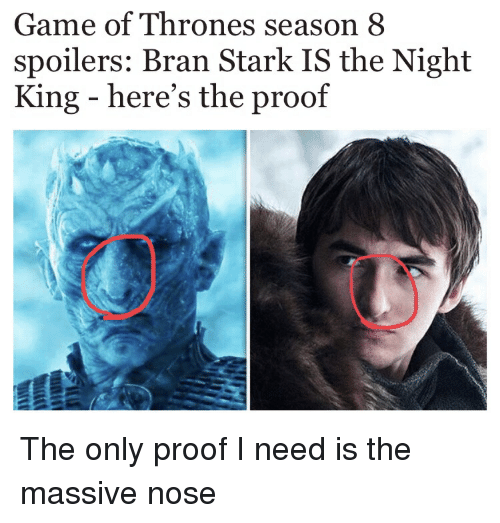 Game of Thrones season 8
spoilers: Bran Stark IS the Night
King - here's the proof
The only proof I need is the
massive nose